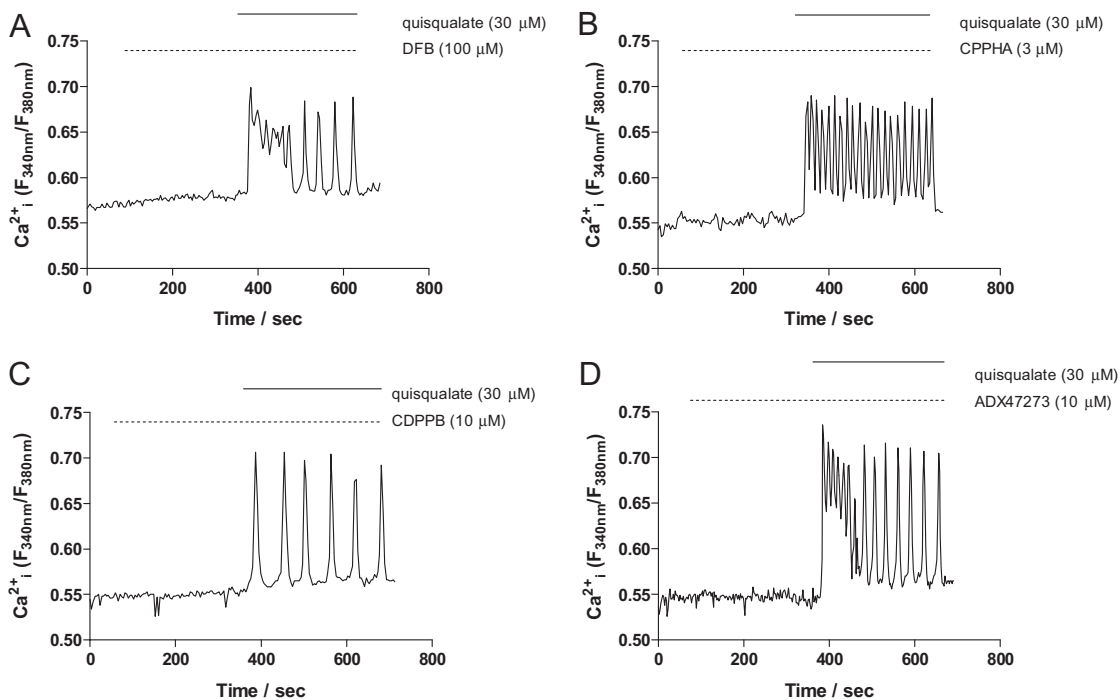 A
quisqualate (30 µM)
DFB (100 µM)
0.75
0.70
0.65
0.60
0.55
0.50
Ca²⁺ᵢ (F340nm/F380nm)
0 200 400 600 800
Time / sec
B
quisqualate (30 µM)
CPPHA (3 µM)
0.75
0.70
0.65
0.60
0.55
0.50
Ca²⁺ᵢ (F340nm/F380nm)
0 200 400 600 800
Time / sec
C
quisqualate (30 µM)
CDPPB (10 µM)
0.75
0.70
0.65
0.60
0.55
0.50
Ca²⁺ᵢ (F340nm/F380nm)
0 200 400 600 800
Time / sec
D
quisqualate (30 µM)
ADX47273 (10 µM)
0.75
0.70
0.65
0.60
0.55
0.50
Ca²⁺ᵢ (F340nm/F380nm)
0 200 400 600 800
Time / sec